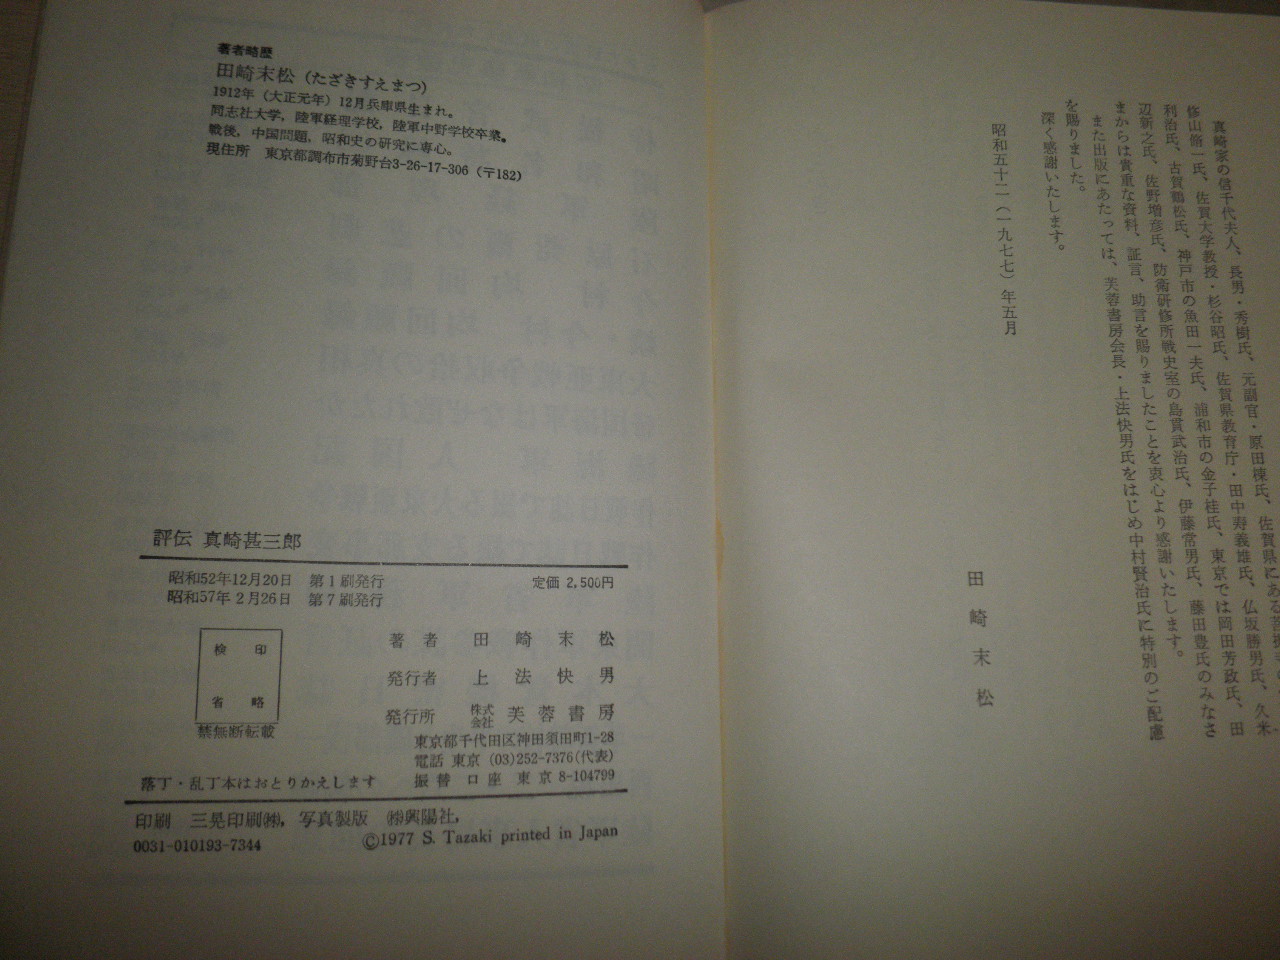 真崎家の信千代夫人、長男・秀樹氏、元副官・原田棟氏、佐賀県にある
修山脩一氏、佐賀大学教授・杉谷昭氏、佐賀県教育庁・田中寿義雄氏、仏坂勝男氏、久米
利治氏、古賀鶴松氏、神戸市の魚田一夫氏、浦和市の金子桂氏、東京では岡田芳政氏、田
辺新之氏、佐野増彦氏、防衛研修所戦史室の島貫武治氏、伊藤常男氏、藤田豊氏のみなさ
まからは貴重な資料、証言、助言を賜りましたことを衷心より感謝いたします。
また出版にあたっては、芙蓉書房会長・上法快男氏をはじめ中村賢治氏に特別のご配慮
を賜りました。
深く感謝いたします。
昭和五十二（一九七七）年五月
田崎末松
著者略歴
田崎末松（たざきすえまつ）
1912年（大正元年）12月兵庫県生まれ。
同志社大学，陸軍経理学校，陸軍中野学校卒業。
戦後，中国問題，昭和史の研究に専心。
現住所　東京都調布市菊野台3-26-17-306（〒182）
評伝 真崎甚三郎
昭和52年12月20日　第1刷発行
昭和57年2月26日　第7刷発行
定価 2,500円
検印
省略
禁無断転載
著者　田崎末松
発行者　上法快男
発行所　株式会社 芙蓉書房
東京都千代田区神田須田町1-28
電話 東京 (03)252-7376(代表)
振替口座 東京 8-104799
落丁・乱丁本はおとりかえします
印刷　三晃印刷㈱，写真製版　㈱興陽社，
0031-010193-7344
©1977 S. Tazaki printed in Japan